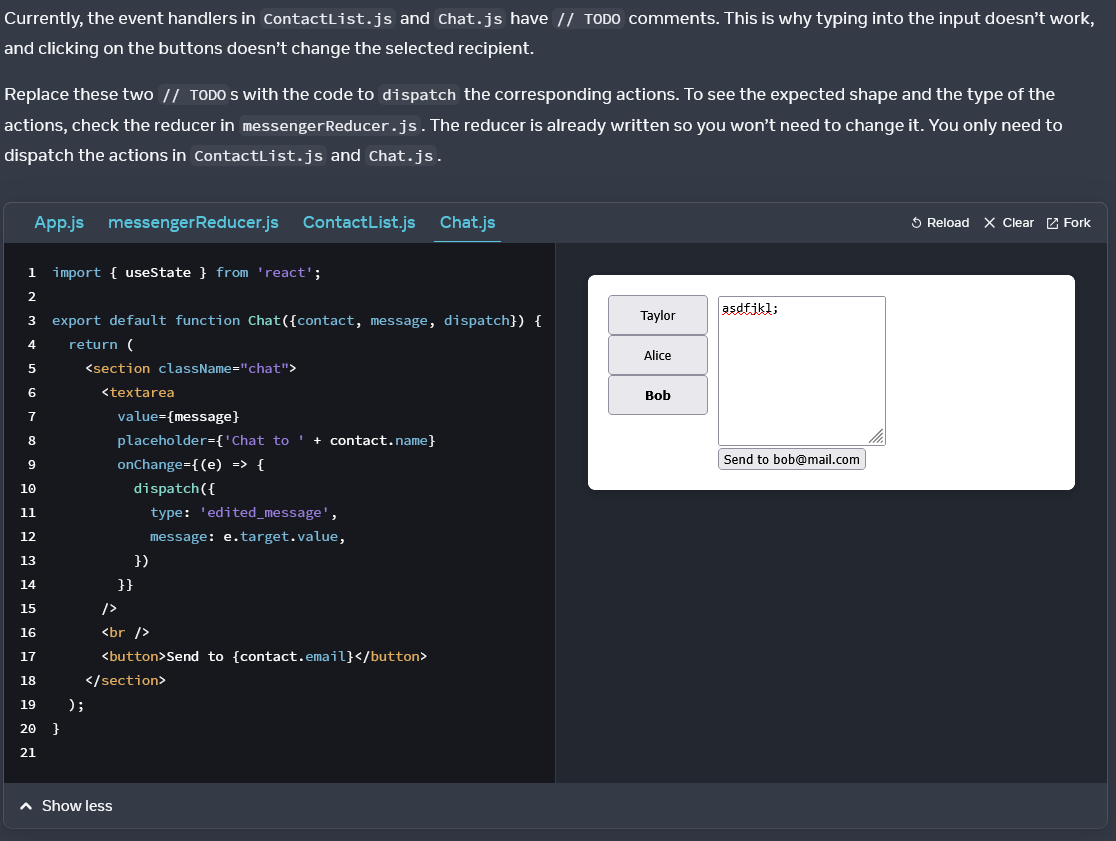 Currently, the event handlers in ContactList.js and Chat.js have // TODO comments. This is why typing into the input doesn’t work,
and clicking on the buttons doesn’t change the selected recipient.
Replace these two // TODO s with the code to dispatch the corresponding actions. To see the expected shape and the type of the
actions, check the reducer in messengerReducer.js. The reducer is already written so you won’t need to change it. You only need to
dispatch the actions in ContactList.js and Chat.js.
App.js messengerReducer.js ContactList.js Chat.js Reload Clear Fork
1 import { useState } from 'react';
2
3 export default function Chat({contact, message, dispatch}) {
4 return (
5 <section className="chat">
6 <textarea
7 value={message}
8 placeholder={'Chat to ' + contact.name}
9 onChange={(e) => {
10 dispatch({
11 type: 'edited_message',
12 message: e.target.value,
13 })
14 }}
15 />
16 <br />
17 <button>Send to {contact.email}</button>
18 </section>
19 );
20 }
21
Taylor
Alice
Bob
asdfjkl;
Send to bob@mail.com
Show less